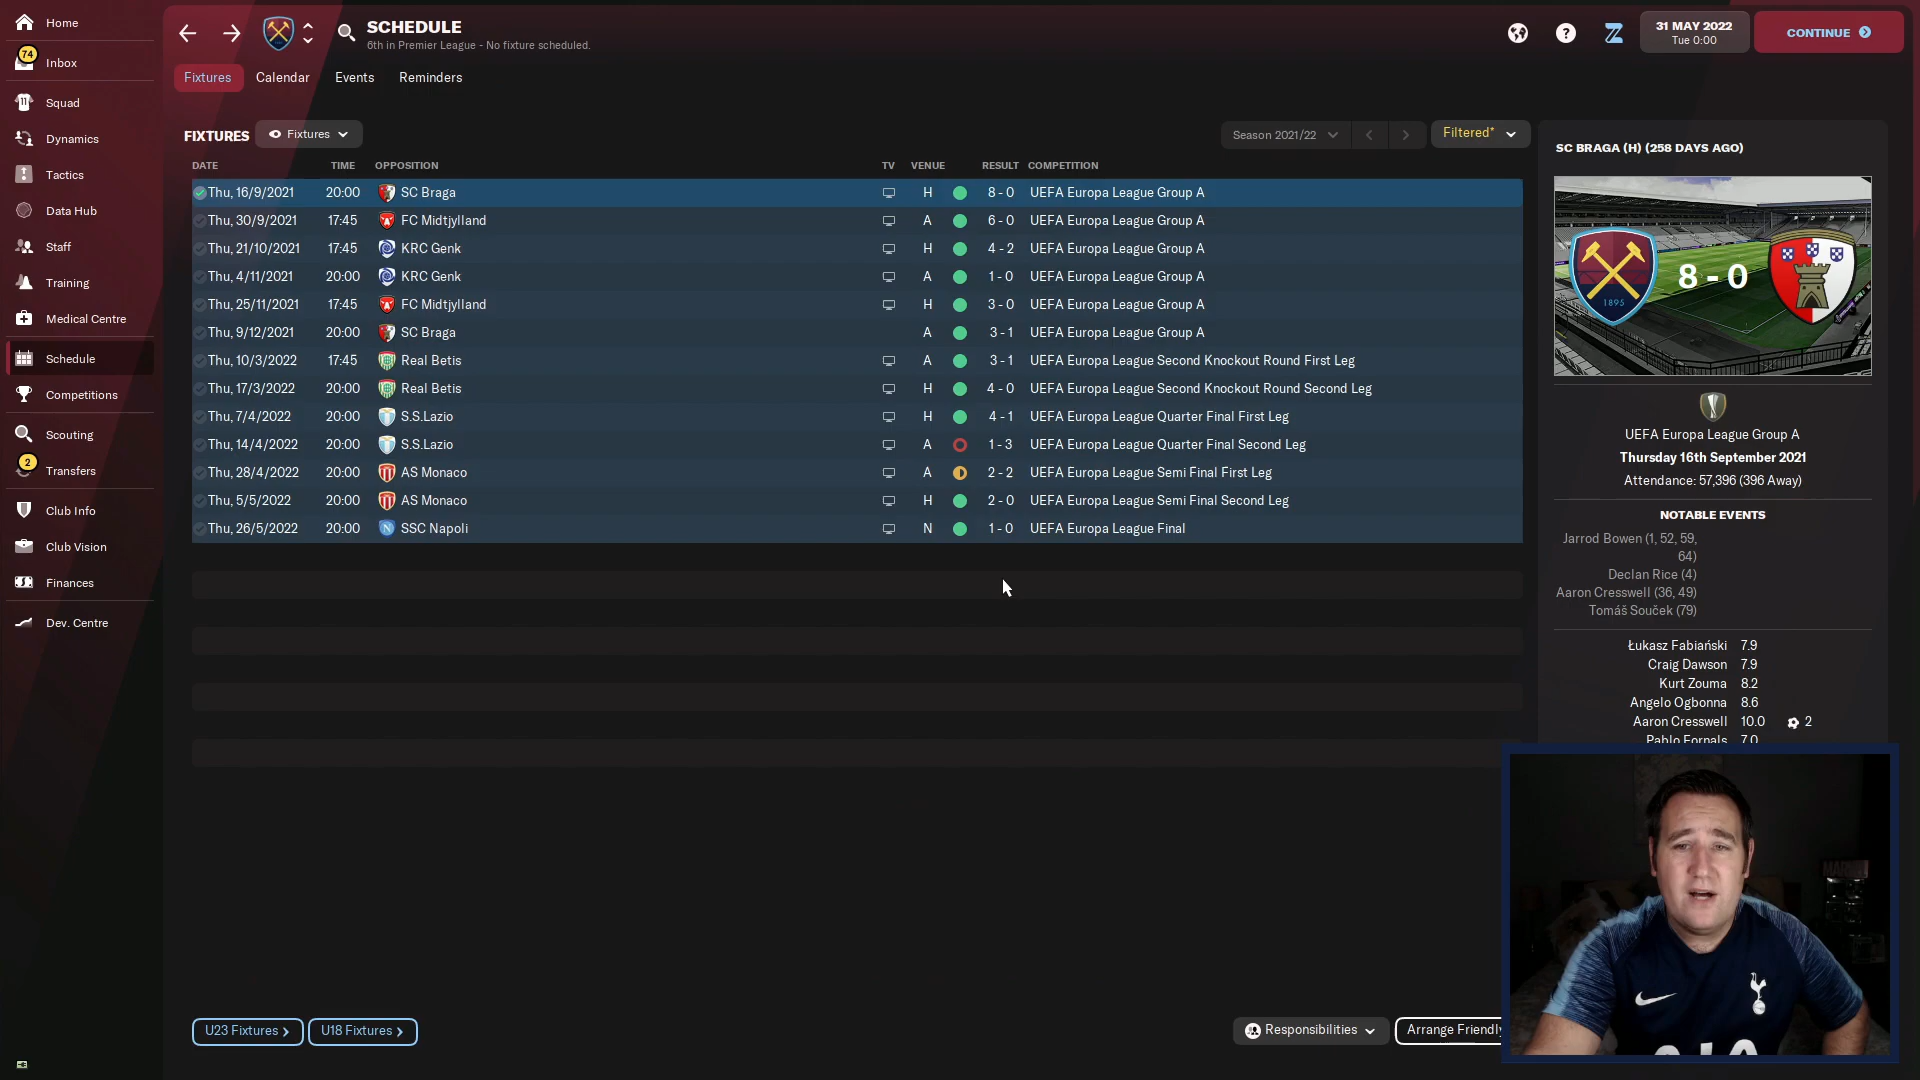 Home
74
Inbox
Squad
Dynamics
Tactics
Data Hub
Staff
Training
Medical Centre
Schedule
Competitions
Scouting
2
Transfers
Club Info
Club Vision
Finances
Dev. Centre
SCHEDULE
6th in Premier League - No fixture scheduled.
31 MAY 2022
Tue 0:00
CONTINUE
Fixtures Calendar Events Reminders
FIXTURES Fixtures Season 2021/22 Filtered*
DATE TIME OPPOSITION TV VENUE RESULT COMPETITION
Thu, 16/9/2021 20:00 SC Braga H 8 - 0 UEFA Europa League Group A
Thu, 30/9/2021 17:45 FC Midtjylland A 6 - 0 UEFA Europa League Group A
Thu, 21/10/2021 17:45 KRC Genk H 4 - 2 UEFA Europa League Group A
Thu, 4/11/2021 20:00 KRC Genk A 1 - 0 UEFA Europa League Group A
Thu, 25/11/2021 17:45 FC Midtjylland H 3 - 0 UEFA Europa League Group A
Thu, 9/12/2021 20:00 SC Braga A 3 - 1 UEFA Europa League Group A
Thu, 10/3/2022 17:45 Real Betis A 3 - 1 UEFA Europa League Second Knockout Round First Leg
Thu, 17/3/2022 20:00 Real Betis H 4 - 0 UEFA Europa League Second Knockout Round Second Leg
Thu, 7/4/2022 20:00 S.S.Lazio H 4 - 1 UEFA Europa League Quarter Final First Leg
Thu, 14/4/2022 20:00 S.S.Lazio A 1 - 3 UEFA Europa League Quarter Final Second Leg
Thu, 28/4/2022 20:00 AS Monaco A 2 - 2 UEFA Europa League Semi Final First Leg
Thu, 5/5/2022 20:00 AS Monaco H 2 - 0 UEFA Europa League Semi Final Second Leg
Thu, 26/5/2022 20:00 SSC Napoli N 1 - 0 UEFA Europa League Final
SC BRAGA (H) (258 DAYS AGO)
8 - 0
1895
UEFA Europa League Group A
Thursday 16th September 2021
Attendance: 57,396 (396 Away)
NOTABLE EVENTS
Jarrod Bowen (1, 52, 59,
64)
Declan Rice (4)
Aaron Cresswell (36, 49)
Tomáš Souček (79)
Łukasz Fabiański 7.9
Craig Dawson 7.9
Kurt Zouma 8.2
Angelo Ogbonna 8.6
Aaron Cresswell 10.0 2
Pablo Fornals 7.0
U23 Fixtures U18 Fixtures
Responsibilities Arrange Friendly